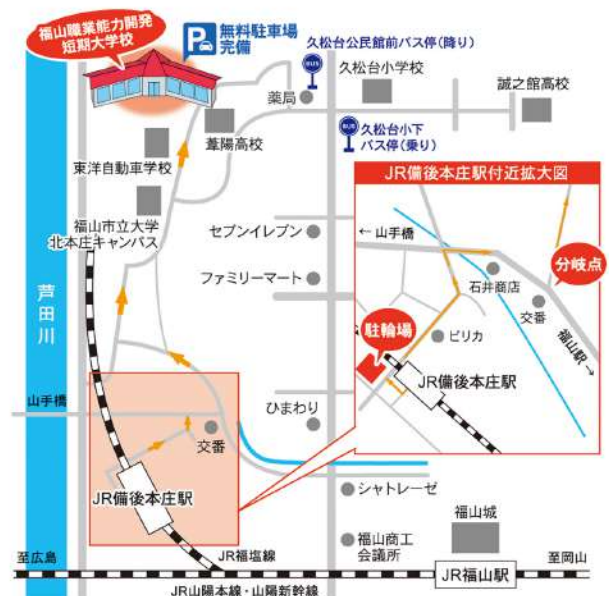 福山職業能力開発
短期大学校
P
無料駐車場
完備
久松台公民館前バス停(降り)
BUS
久松台小学校
誠之館高校
薬局
BUS
久松台小下
バス停(乗り)
葦陽高校
東洋自動車学校
福山市立大学
北本庄キャンパス
セブンイレブン
ファミリーマート
芦田川
山手橋
交番
ひまわり
JR備後本庄駅
シャトレーゼ
福山商工
会議所
福山城
至広島
JR福塩線
JR福山駅
至岡山
JR山陽本線・山陽新幹線
JR備後本庄駅付近拡大図
← 山手橋
分岐点
石井商店
交番
福山駅→
ピリカ
駐輪場
JR備後本庄駅